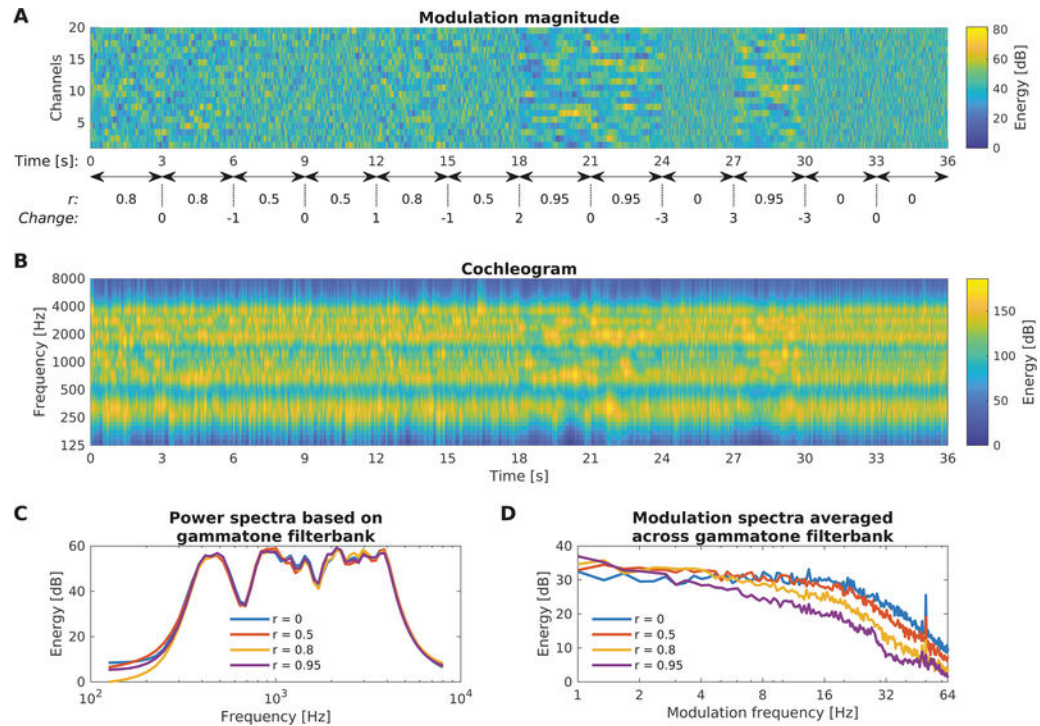 A
Modulation magnitude
20
15
10
5
Channels
80
60
40
20
0
Energy [dB]
Time [s]: 0 3 6 9 12 15 18 21 24 27 30 33 36
r: 0.8 0.8 0.5 0.5 0.8 0.5 0.95 0.95 0 0.95 0 0
Change: 0 -1 0 1 -1 2 0 -3 3 -3 0
B
Cochleogram
8000
4000
2000
1000
500
250
125
Frequency [Hz]
150
100
50
0
Energy [dB]
0 3 6 9 12 15 18 21 24 27 30 33 36
Time [s]
C
Power spectra based on
gammatone filterbank
60
40
20
0
Energy [dB]
r = 0
r = 0.5
r = 0.8
r = 0.95
10² 10³ 10⁴
Frequency [Hz]
D
Modulation spectra averaged
across gammatone filterbank
40
30
20
10
0
Energy [dB]
r = 0
r = 0.5
r = 0.8
r = 0.95
1 2 4 8 16 32 64
Modulation frequency [Hz]